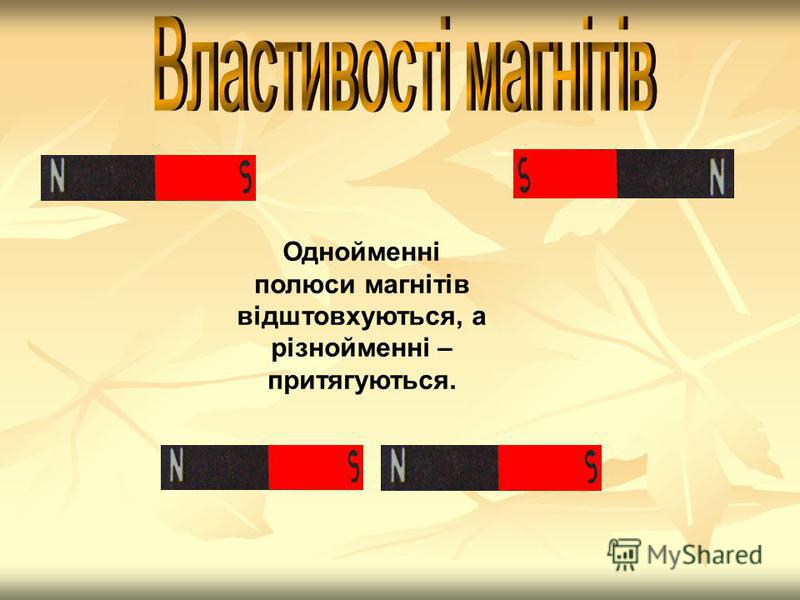 Властивості магнітів
N S S N
Однойменні
полюси магнітів
відштовхуються, а
різнойменні –
притягуються.
N S N S
MyShared